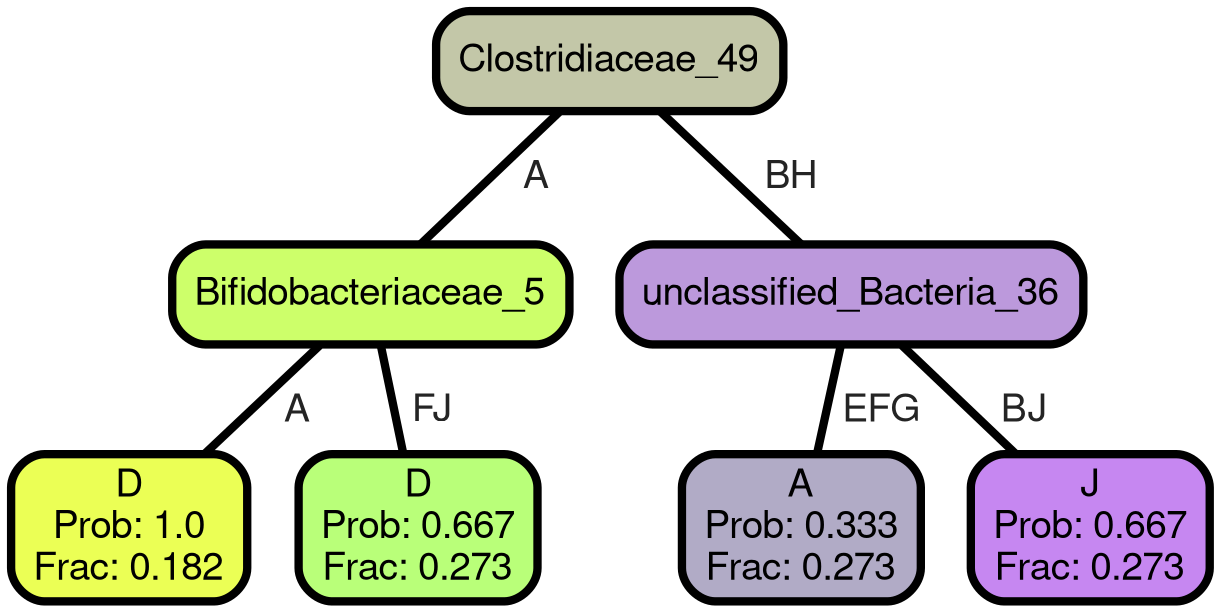 Clostridiaceae_49
A
BH
Bifidobacteriaceae_5
unclassified_Bacteria_36
A
FJ
EFG
BJ
D
Prob: 1.0
Frac: 0.182
D
Prob: 0.667
Frac: 0.273
A
Prob: 0.333
Frac: 0.273
J
Prob: 0.667
Frac: 0.273